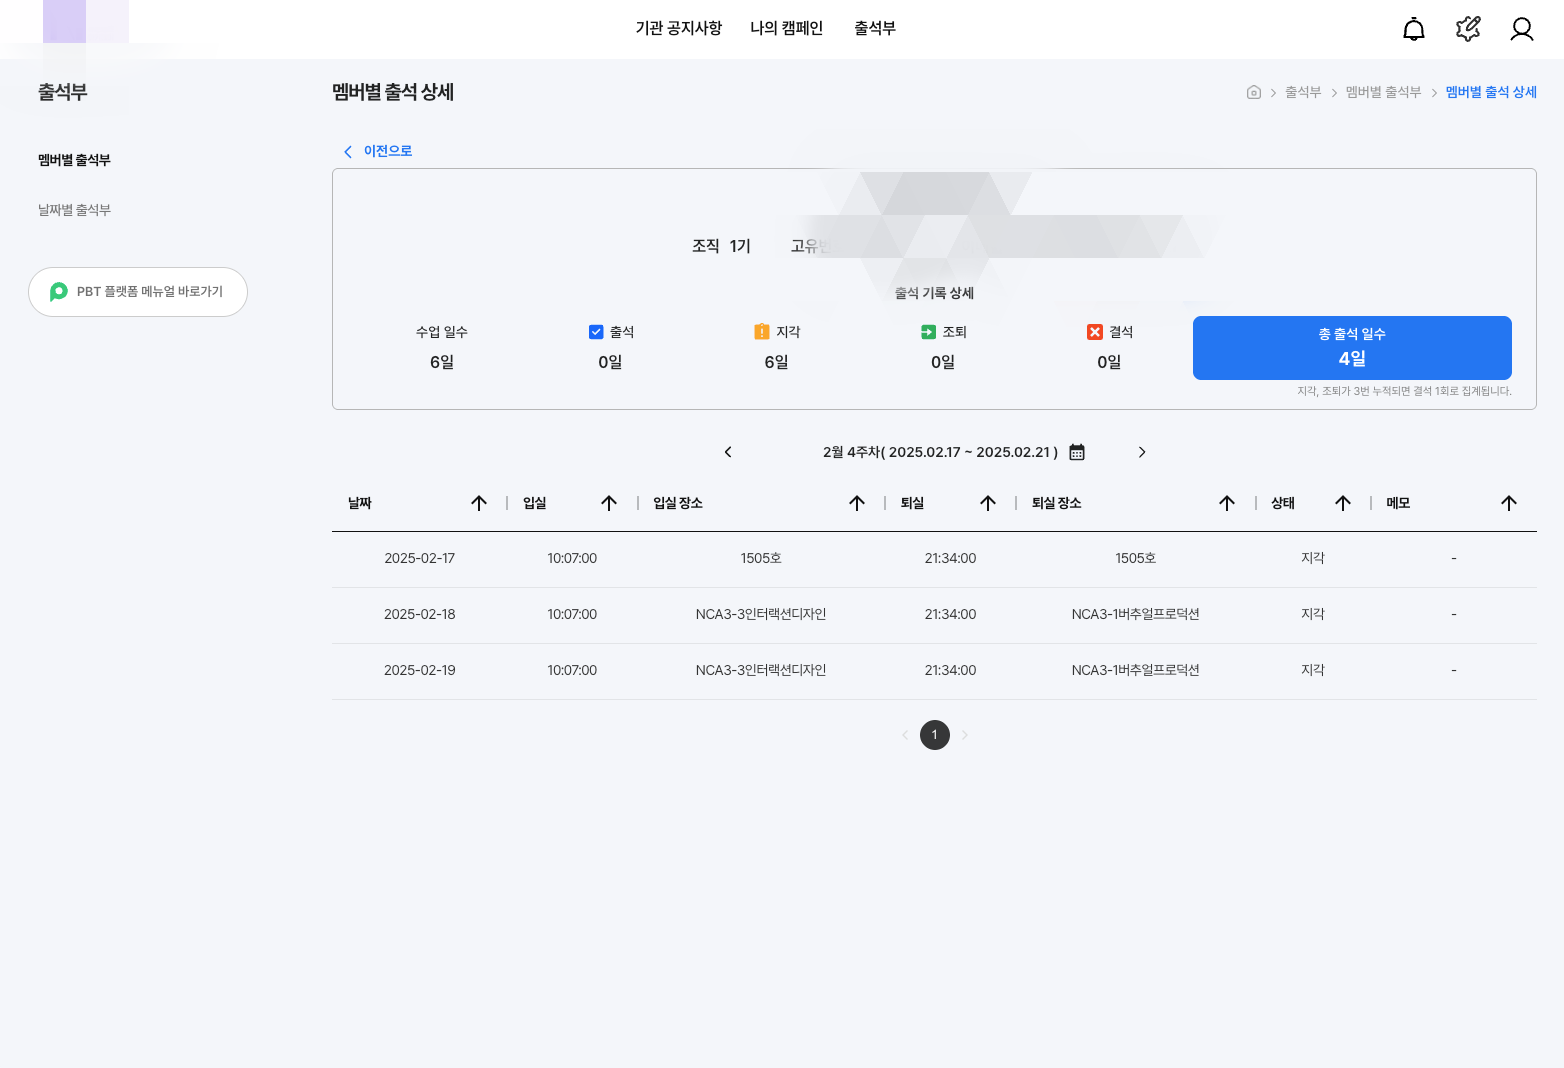 기관 공지사항 나의 캠페인 출석부
출석부
멤버별 출석 상세
출석부 > 멤버별 출석부 > 멤버별 출석 상세
멤버별 출석부
이전으로
날짜별 출석부
조직 1기
PBT 플랫폼 메뉴얼 바로가기
출석 기록 상세
수업 일수 출석 지각 조퇴 결석 총 출석 일수
6일 0일 6일 0일 0일 4일
지각, 조퇴가 3번 누적되면 결석 1회로 집계됩니다.
2월 4주차( 2025.02.17 ~ 2025.02.21 )
날짜 입실 입실 장소 퇴실 퇴실 장소 상태 메모
2025-02-17 10:07:00 1505호 21:34:00 1505호 지각 -
2025-02-18 10:07:00 NCA3-3인터랙션디자인 21:34:00 NCA3-1버추얼프로덕션 지각 -
2025-02-19 10:07:00 NCA3-3인터랙션디자인 21:34:00 NCA3-1버추얼프로덕션 지각 -
1